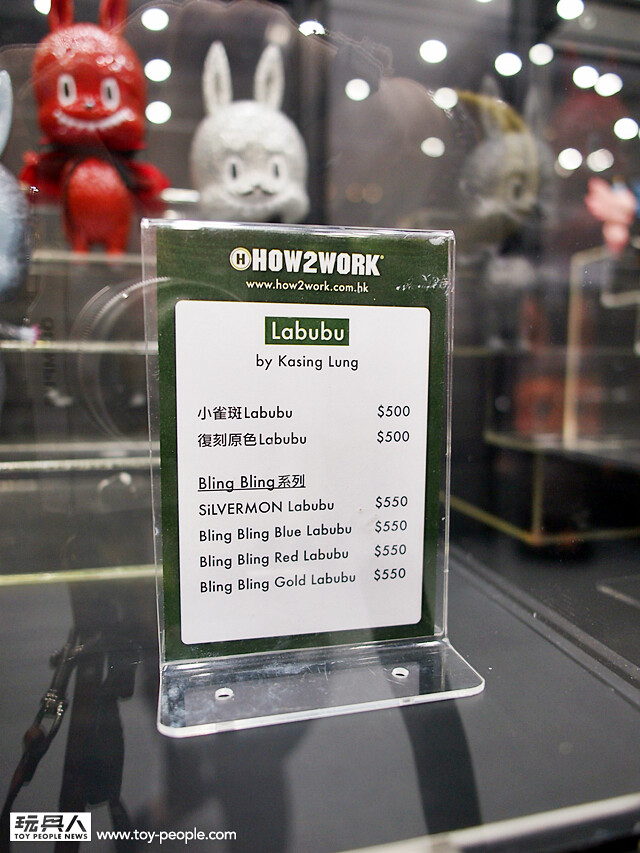 HOW2WORK®
www.how2work.com.hk
Labubu
by Kasing Lung
小雀斑Labubu $500
復刻原色Labubu $500
Bling Bling系列
SiLVERMON Labubu $550
Bling Bling Blue Labubu $550
Bling Bling Red Labubu $550
Bling Bling Gold Labubu $550
玩具人
TOY PEOPLE NEWS
www.toy-people.com